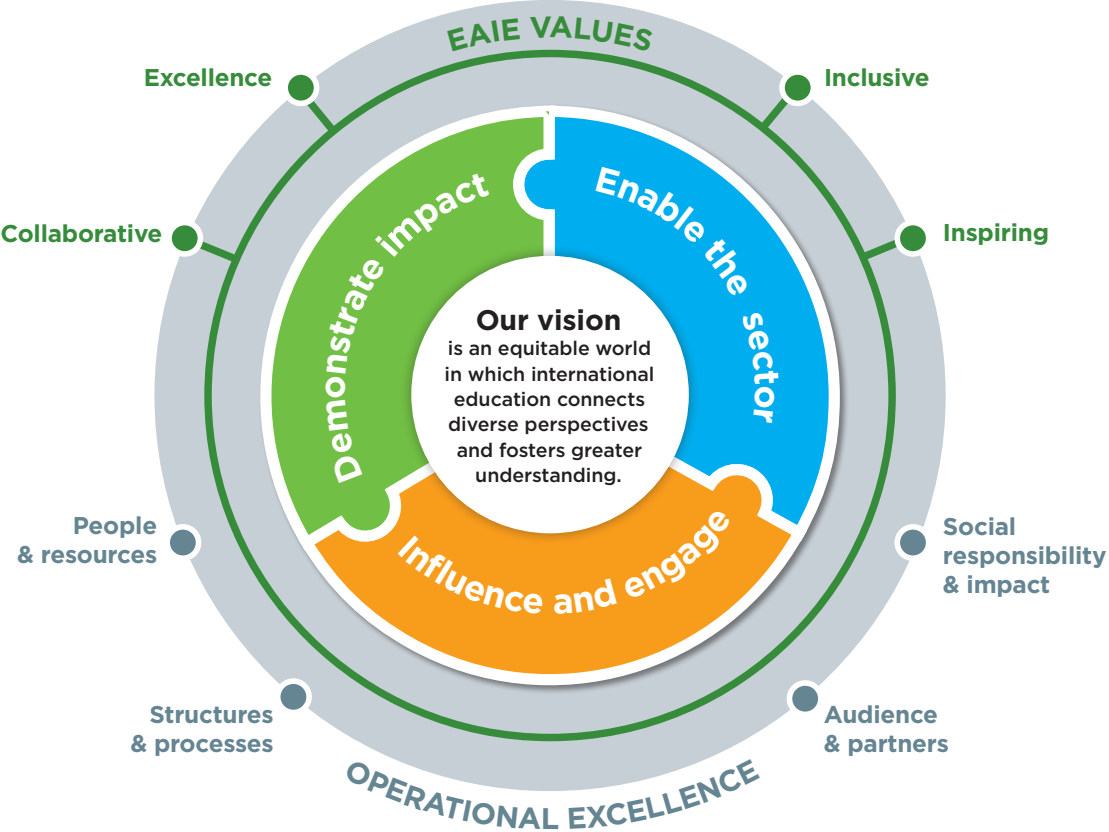 EAIE VALUES
Excellence
Inclusive
Collaborative
Inspiring
Demonstrate impact
Enable the sector
Influence and engage
Our vision
is an equitable world
in which international
education connects
diverse perspectives
and fosters greater
understanding.
People
& resources
Social
responsibility
& impact
Structures
& processes
Audience
& partners
OPERATIONAL EXCELLENCE